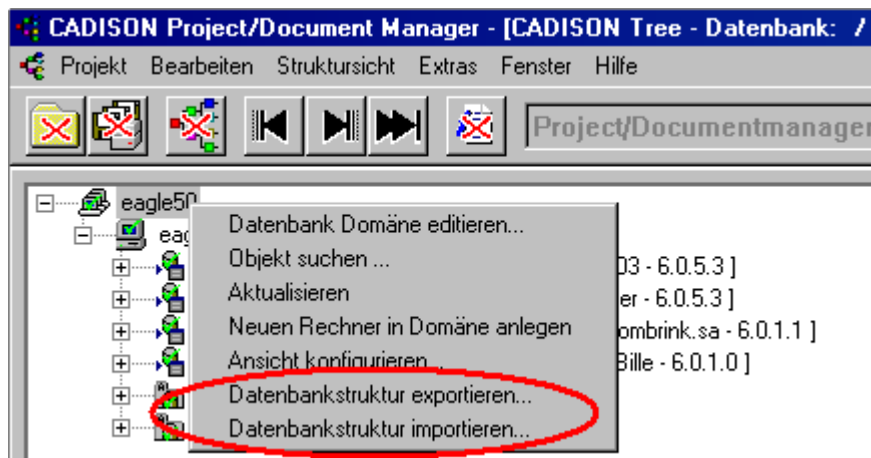 CADISON Project/Document Manager - [CADISON Tree - Datenbank: /
Projekt Bearbeiten Struktursicht Extras Fenster Hilfe
Project/Documentmanager
eagle50
eag
Datenbank Domäne editieren...
Objekt suchen ...
03 - 6.0.5.3 ]
Aktualisieren
er - 6.0.5.3 ]
Neuen Rechner in Domäne anlegen
ombrink.sa - 6.0.1.1 ]
Ansicht konfigurieren...
Bille - 6.0.1.0 ]
Datenbankstruktur exportieren...
Datenbankstruktur importieren...